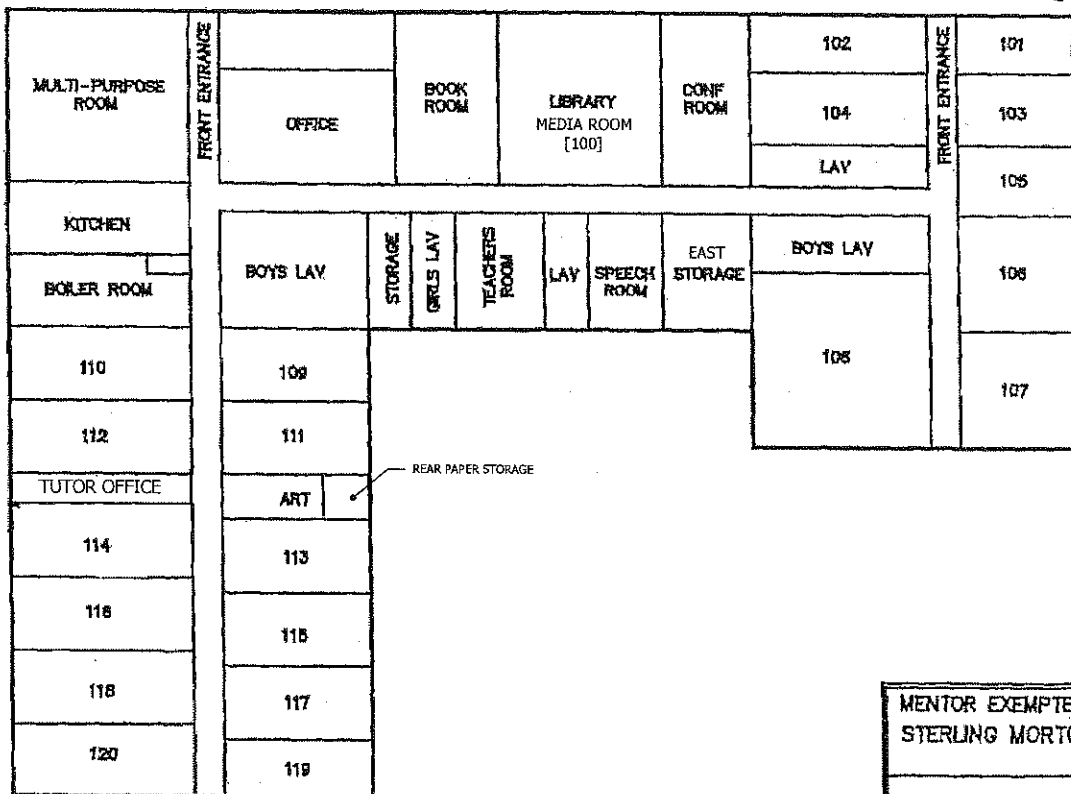 MULTI-PURPOSE
ROOM
FRONT ENTRANCE
OFFICE
BOOK
ROOM
LIBRARY
MEDIA ROOM
[100]
CONF
ROOM
102
104
LAV
FRONT ENTRANCE
101
103
105
106
107
KITCHEN
BOILER ROOM
BOYS LAV
STORAGE
GIRLS LAV
TEACHERS
ROOM
LAV
SPEECH
ROOM
EAST
STORAGE
BOYS LAV
110
109
112
111
TUTOR OFFICE
ART
REAR PAPER STORAGE
114
113
116
115
118
117
120
119
MENTOR EXEMPTE
STERLING MORTO